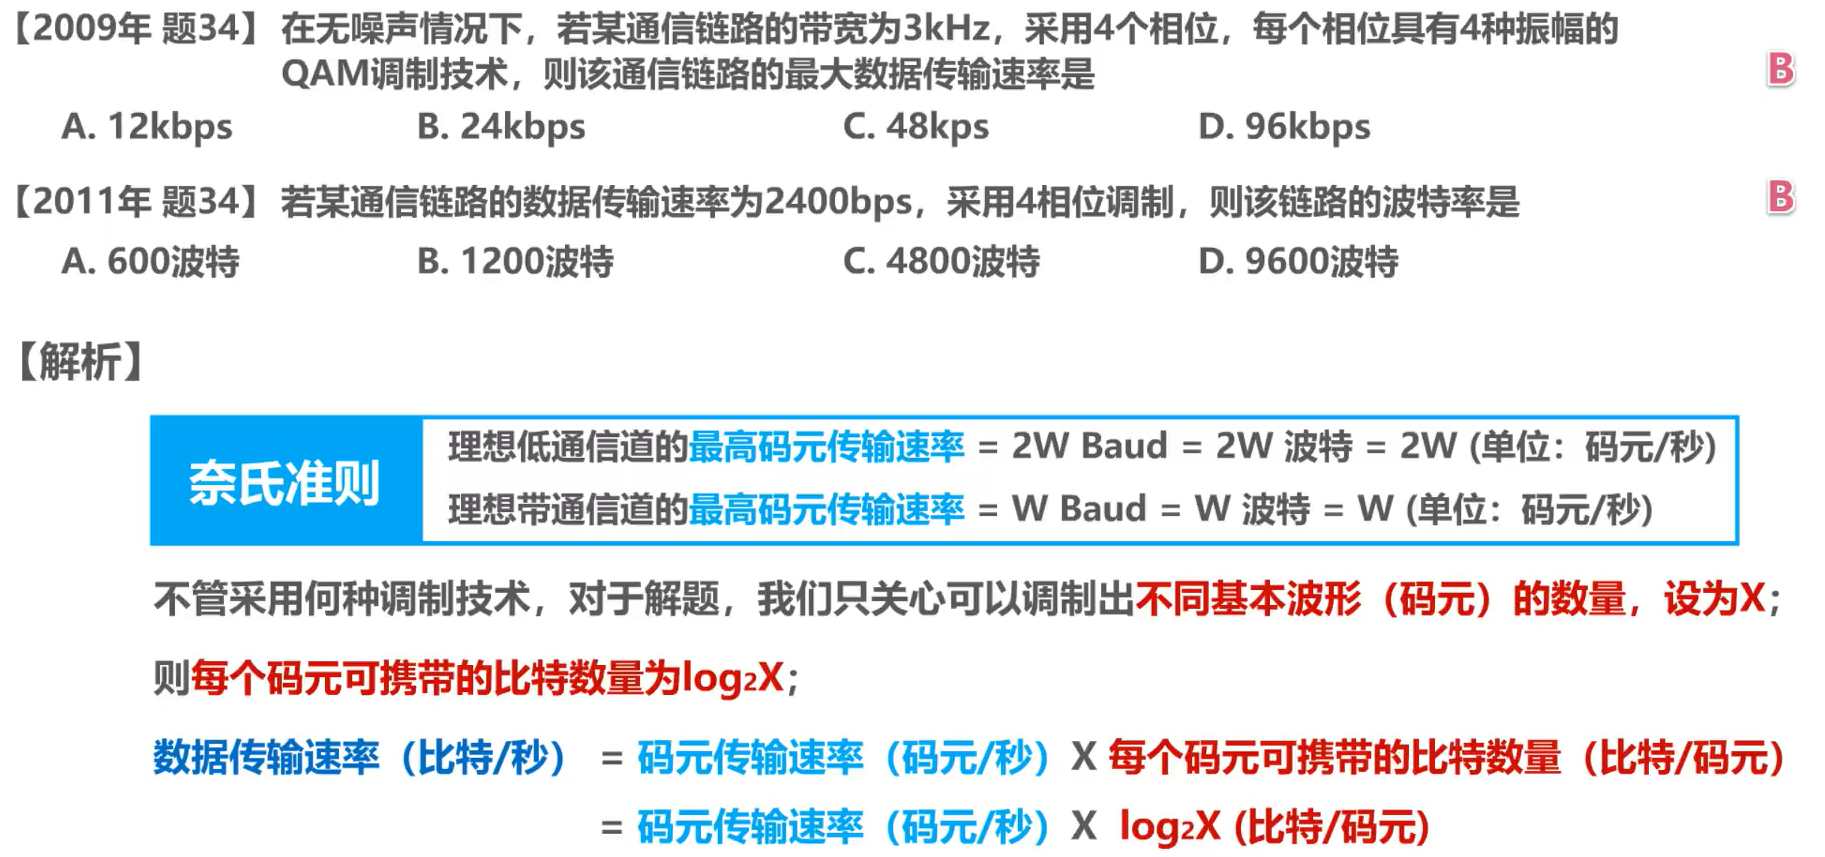 【2009年 题34】在无噪声情况下，若某通信链路的带宽为3kHz，采用4个相位，每个相位具有4种振幅的
QAM调制技术，则该通信链路的最大数据传输速率是 B
A. 12kbps B. 24kbps C. 48kps D. 96kbps
【2011年 题34】若某通信链路的数据传输速率为2400bps，采用4相位调制，则该链路的波特率是 B
A. 600波特 B. 1200波特 C. 4800波特 D. 9600波特
【解析】
奈氏准则
理想低通信道的最高码元传输速率 = 2W Baud = 2W 波特 = 2W (单位：码元/秒)
理想带通信道的最高码元传输速率 = W Baud = W 波特 = W (单位：码元/秒)
不管采用何种调制技术，对于解题，我们只关心可以调制出不同基本波形（码元）的数量，设为X；
则每个码元可携带的比特数量为log₂X；
数据传输速率（比特/秒） = 码元传输速率（码元/秒）X 每个码元可携带的比特数量（比特/码元）
= 码元传输速率（码元/秒）X log₂X (比特/码元)